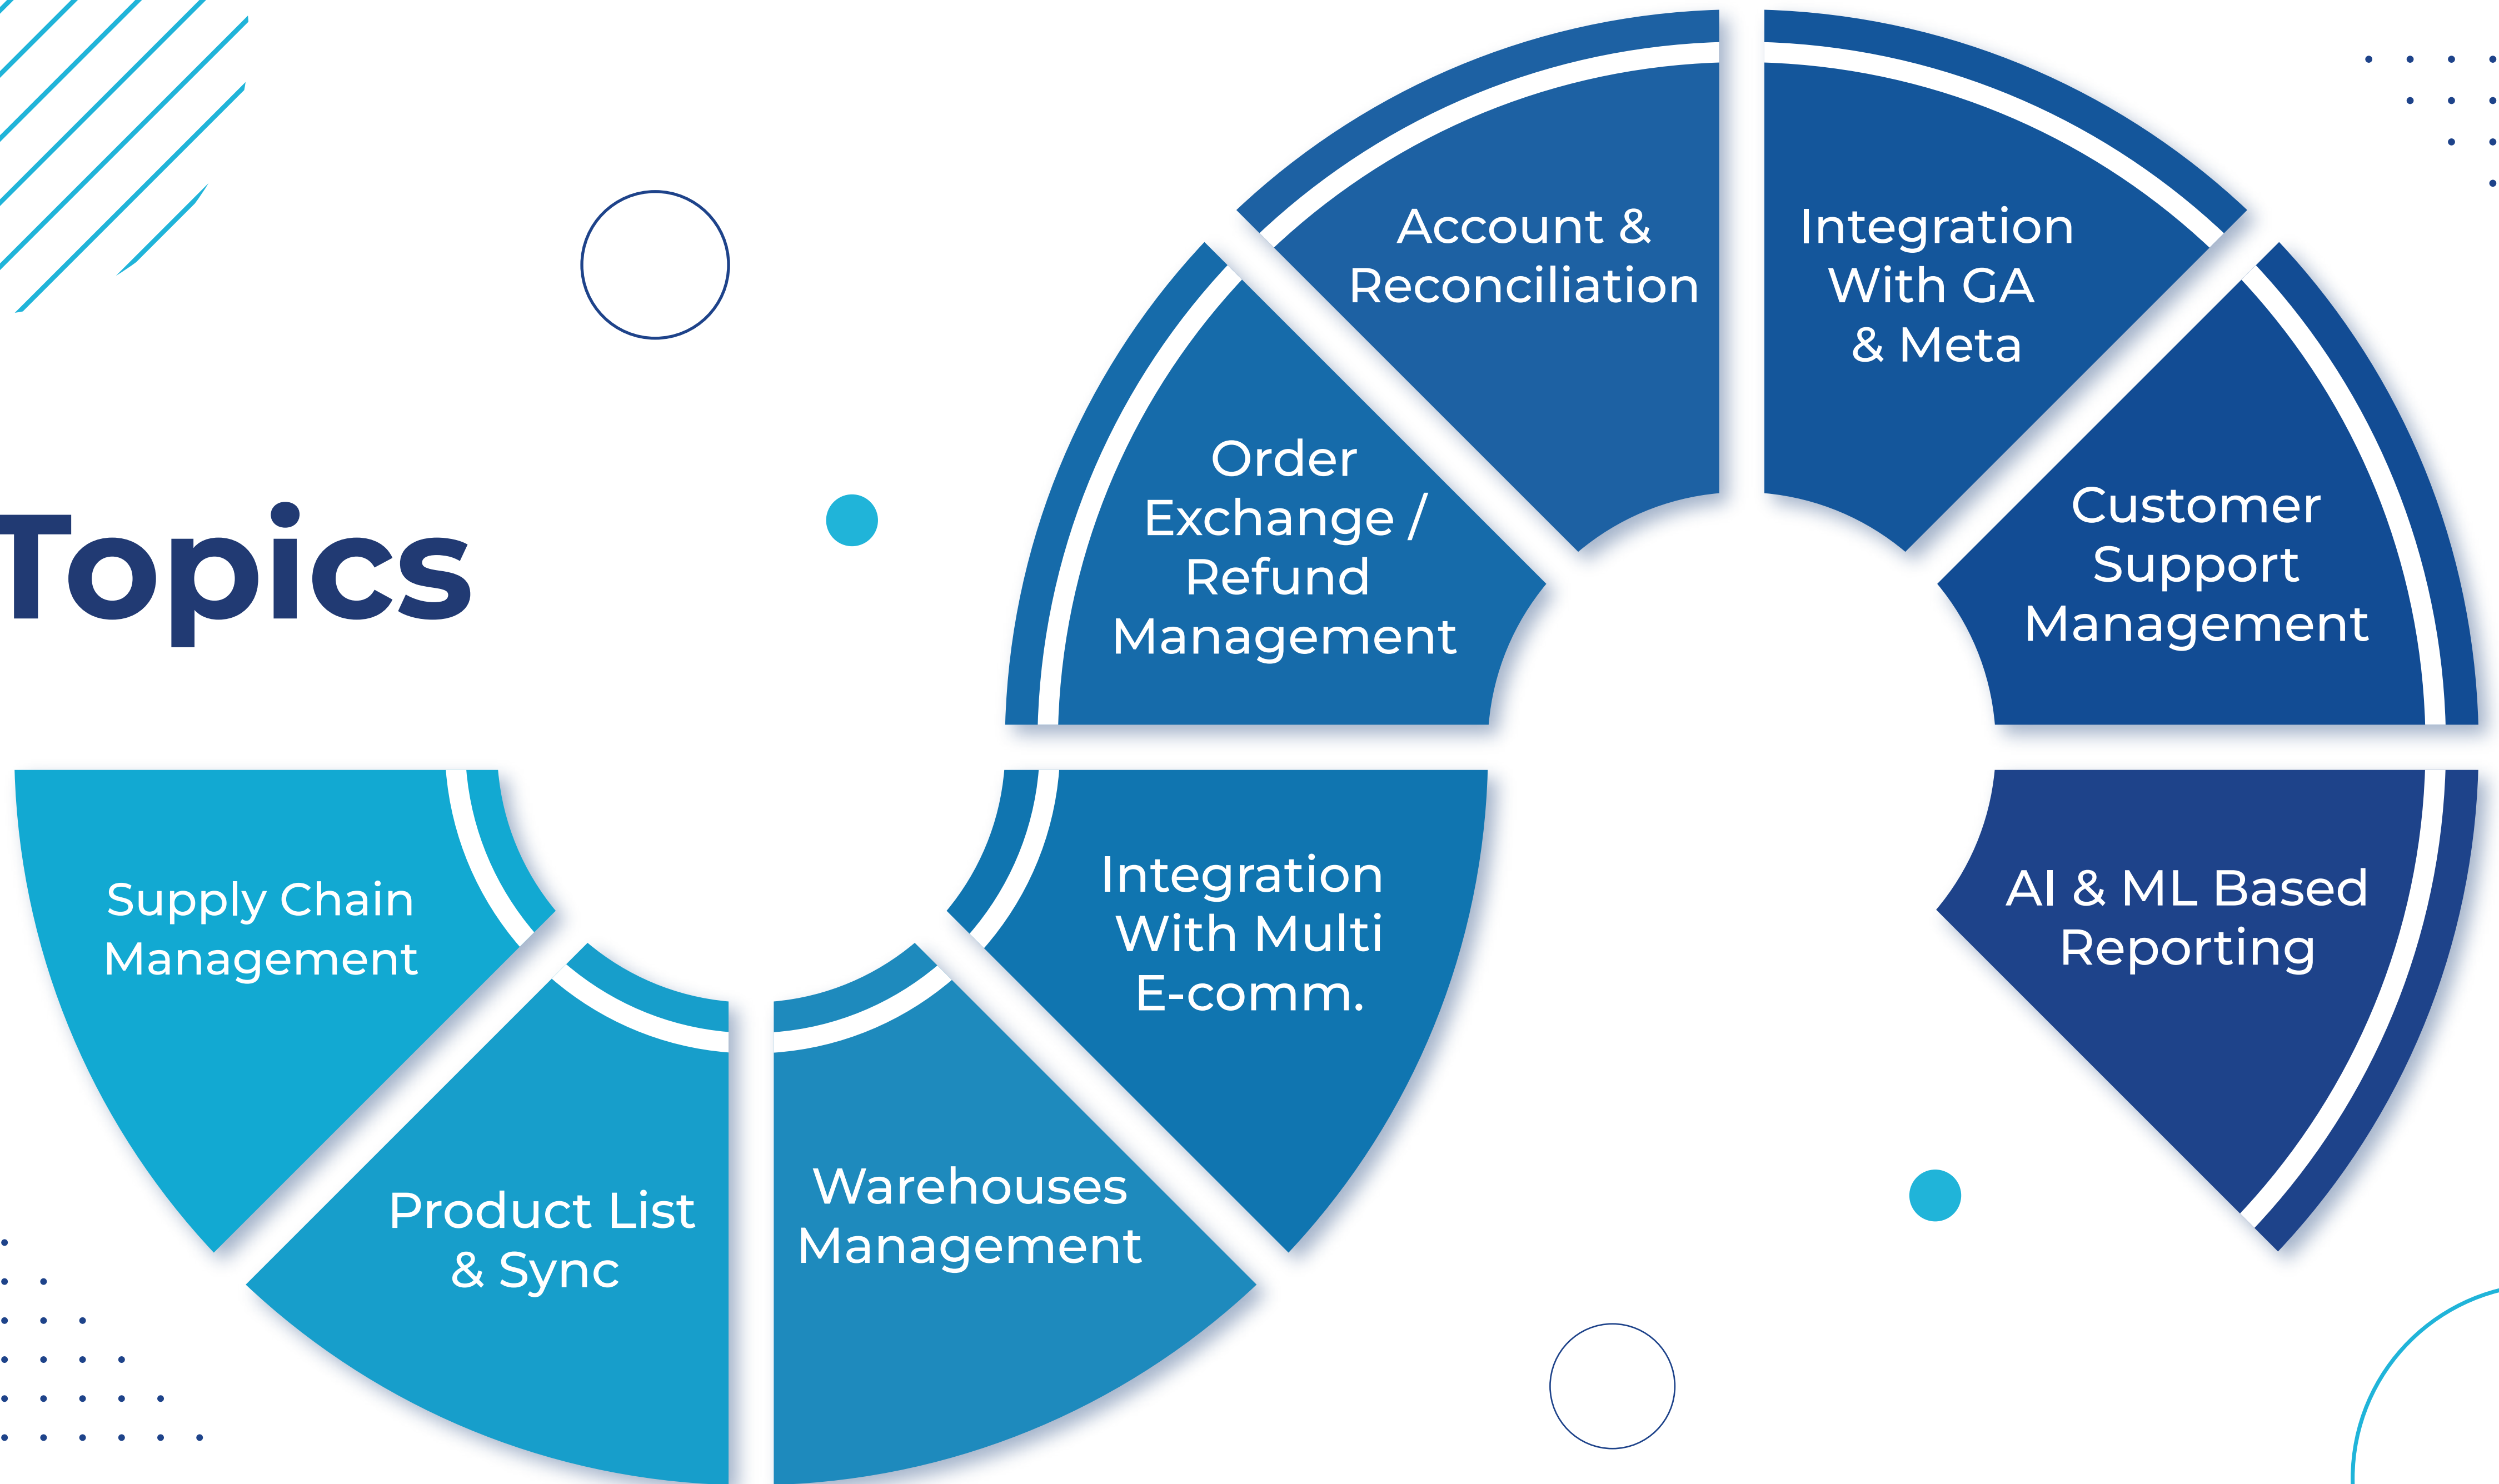 Topics
Supply Chain
Management
Product List
& Sync
Warehouses
Management
Integration
With Multi
E-comm.
Order
Exchange /
Refund
Management
Account &
Reconciliation
Integration
With GA
& Meta
Customer
Support
Management
AI & ML Based
Reporting